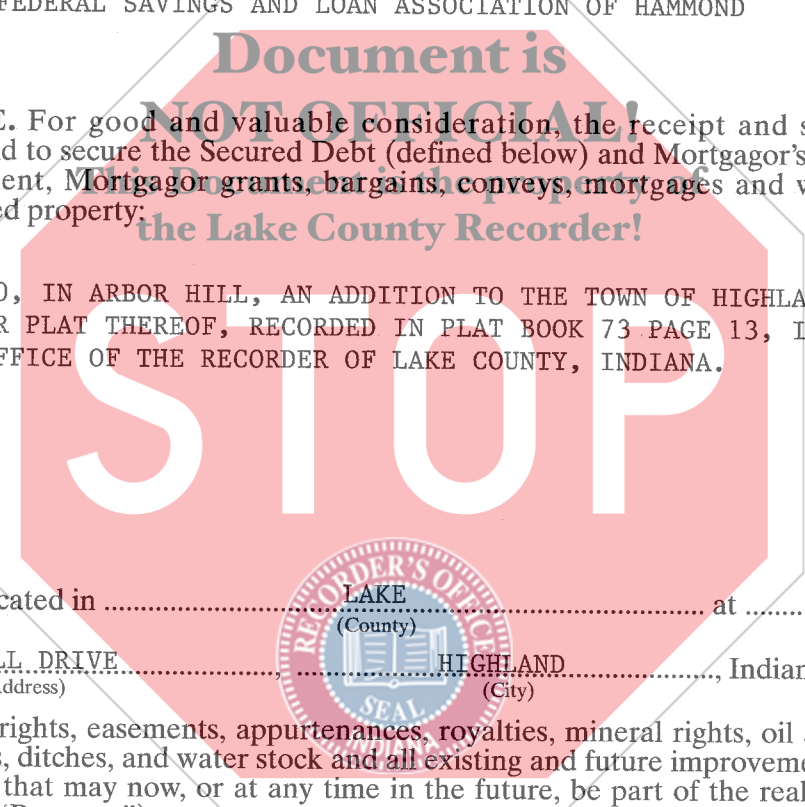 FEDERAL SAVINGS AND LOAN ASSOCIATION OF HAMMOND
Document is
NOT OFFICIAL!
E. For good and valuable consideration, the receipt and s
d to secure the Secured Debt (defined below) and Mortgagor's
ent, Mortgagor grants, bargains, conveys, mortgages and w
This Document is the property of
ed property:
the Lake County Recorder!
0, IN ARBOR HILL, AN ADDITION TO THE TOWN OF HIGHLA
R PLAT THEREOF, RECORDED IN PLAT BOOK 73 PAGE 13, I
FFICE OF THE RECORDER OF LAKE COUNTY, INDIANA.
STOP
cated in LAKE at
(County)
LL DRIVE, HIGHLAND, Indian
ddress) (City)
RECORDER'S OFFICE
SEAL
INDIANA
rights, easements, appurtenances, royalties, mineral rights, oil
s, ditches, and water stock and all existing and future improveme
that may now, or at any time in the future, be part of the real